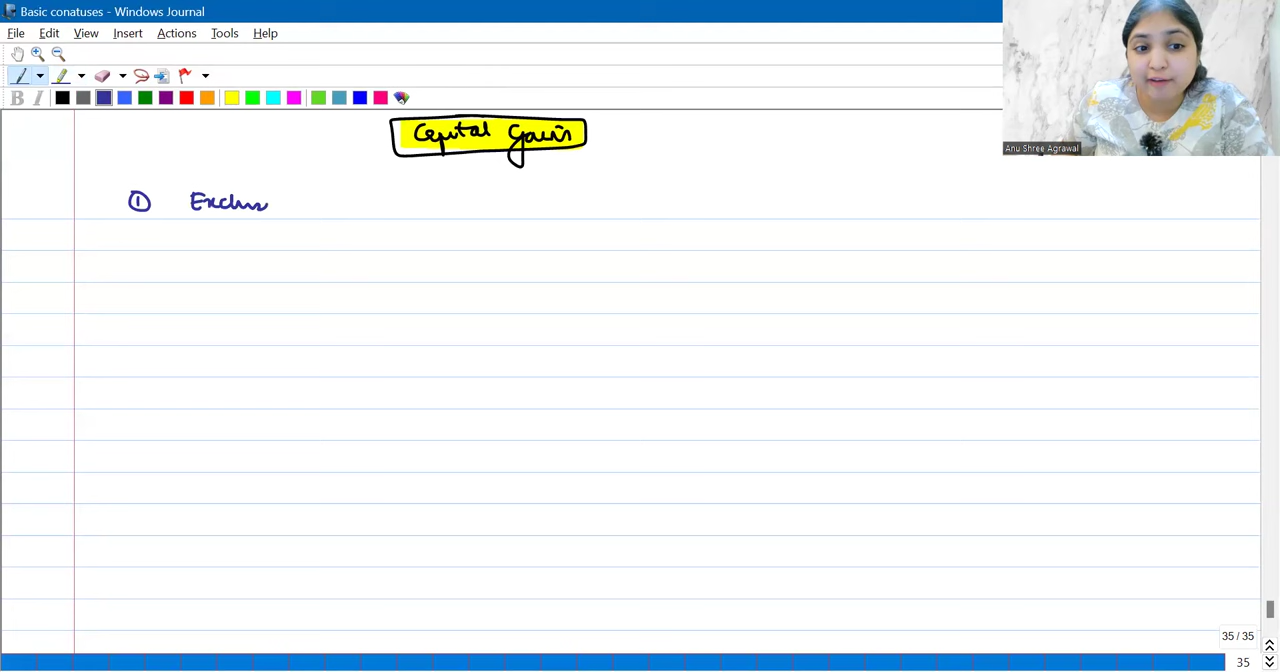 Basic conatuses - Windows Journal
File Edit View Insert Actions Tools Help
B I
Capital Gain
Anu Shree Agrawal
① Exclus
35 / 35
35